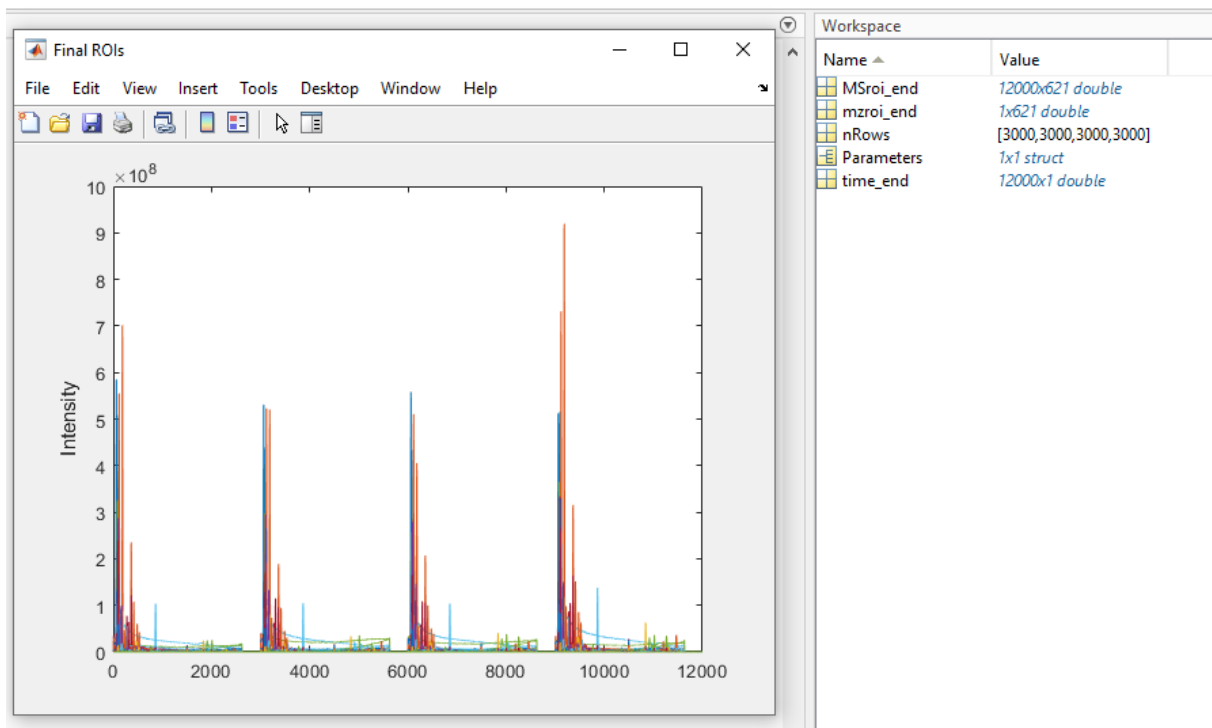 Final ROIs
File Edit View Insert Tools Desktop Window Help
×10⁸
10
9
8
7
6
5
4
3
2
1
0
Intensity
0 2000 4000 6000 8000 10000 12000
Workspace
Name Value
MSroi_end 12000x621 double
mzroi_end 1x621 double
nRows [3000,3000,3000,3000]
Parameters 1x1 struct
time_end 12000x1 double